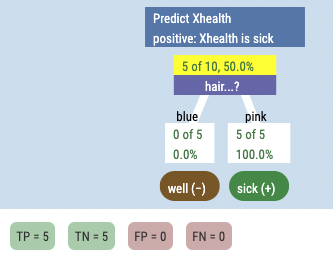 Predict Xhealth
positive: Xhealth is sick
5 of 10, 50.0%
hair...?
blue pink
0 of 5 5 of 5
0.0% 100.0%
well (−) sick (+)
TP = 5 TN = 5 FP = 0 FN = 0